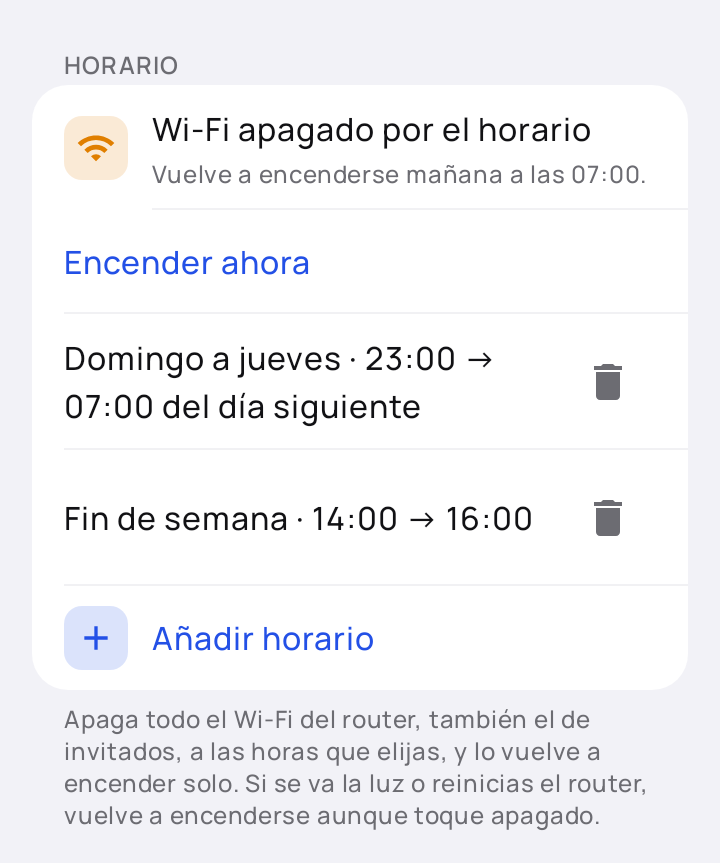 HORARIO
Wi-Fi apagado por el horario
Vuelve a encenderse mañana a las 07:00.
Encender ahora
Domingo a jueves · 23:00 →
07:00 del día siguiente
Fin de semana · 14:00 → 16:00
Añadir horario
Apaga todo el Wi-Fi del router, también el de
invitados, a las horas que elijas, y lo vuelve a
encender solo. Si se va la luz o reinicias el router,
vuelve a encenderse aunque toque apagado.